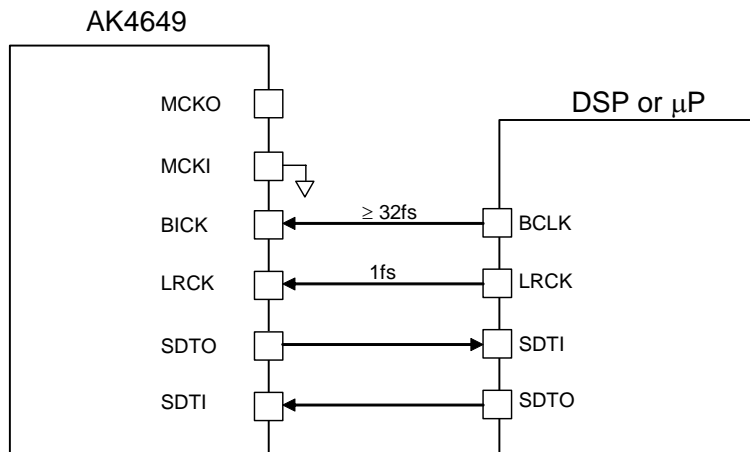 AK4649
DSP or μP
MCKO
MCKI
BICK
≥ 32fs
BCLK
LRCK
1fs
LRCK
SDTO
SDTI
SDTI
SDTO